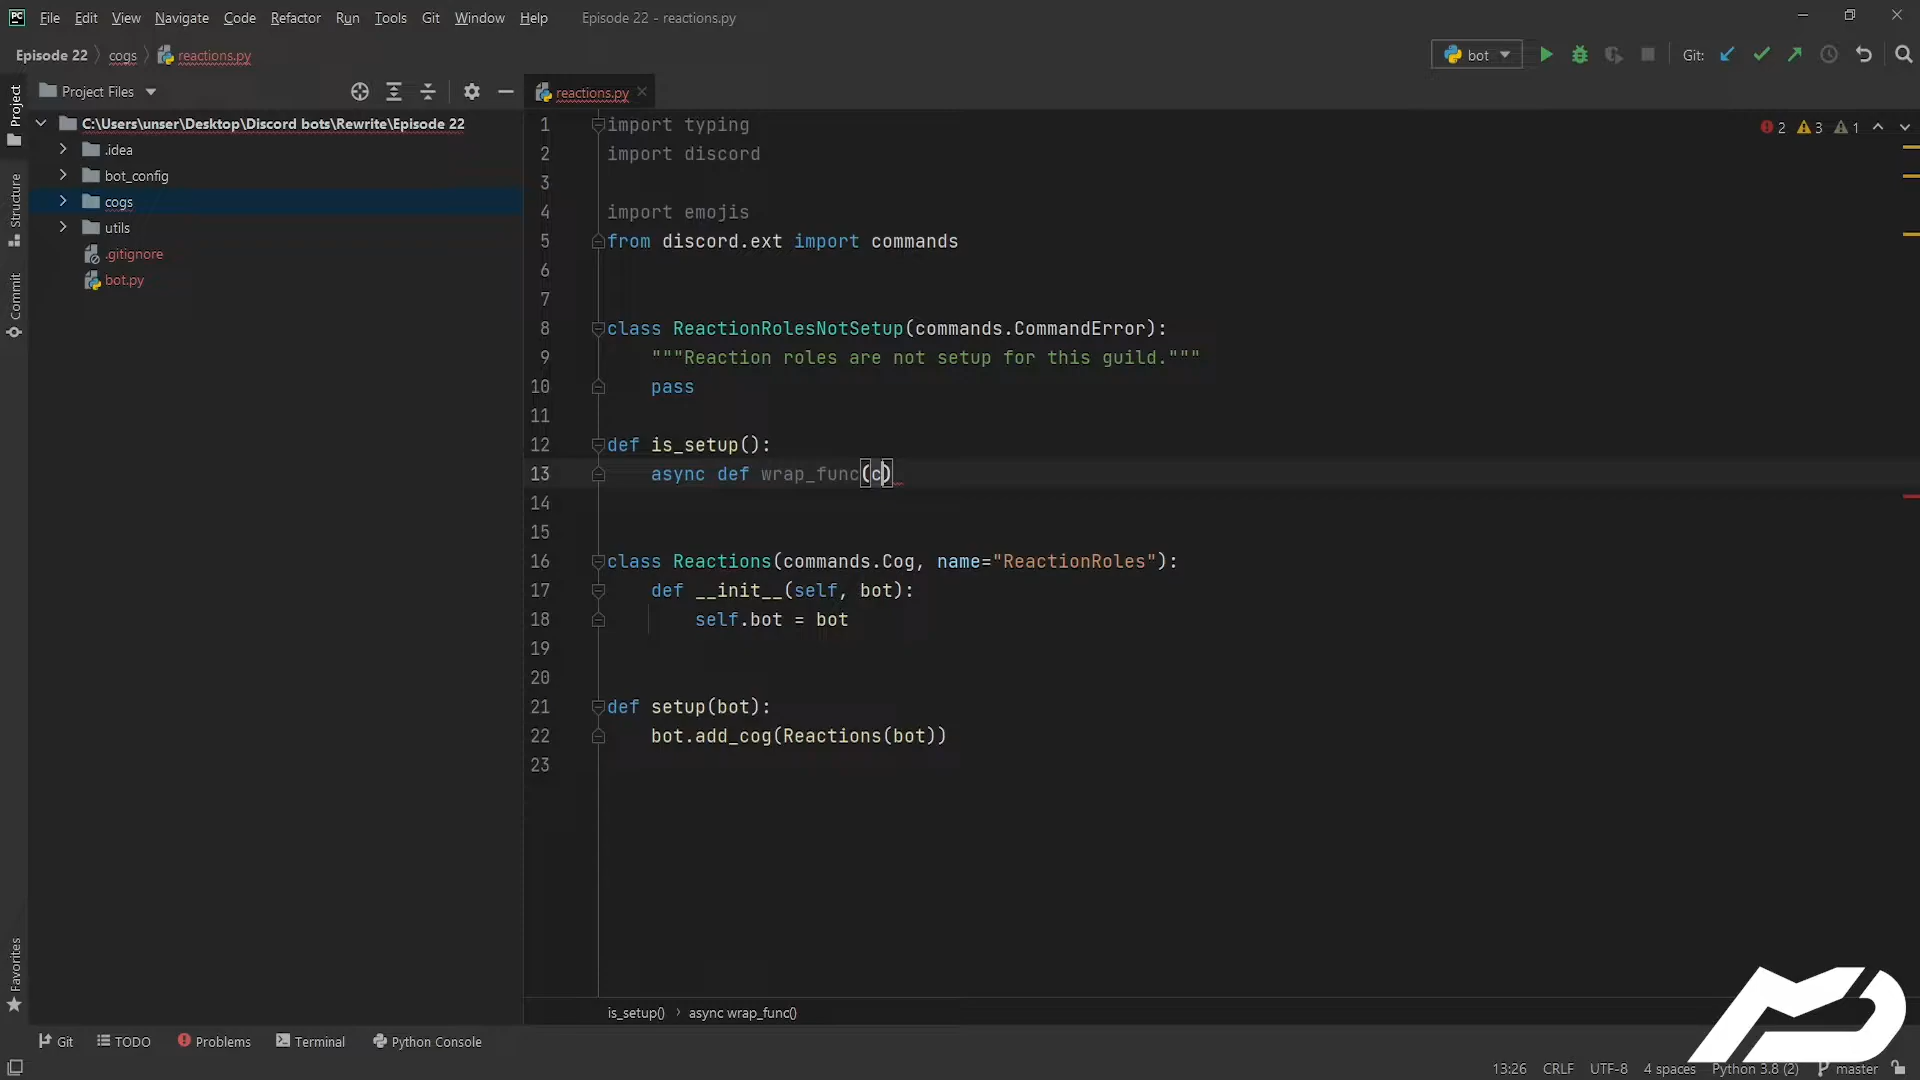 PC File Edit View Navigate Code Refactor Run Tools Git Window Help Episode 22 - reactions.py
Episode 22 cogs reactions.py bot Git:
Project Files reactions.py
Project
Structure
Commit
Favorites
C:\Users\unser\Desktop\Discord bots\Rewrite\Episode 22
.idea
bot_config
cogs
utils
.gitignore
bot.py
2 3 1
1 import typing
2 import discord
3
4 import emojis
5 from discord.ext import commands
6
7
8 class ReactionRolesNotSetup(commands.CommandError):
9 """Reaction roles are not setup for this guild."""
10 pass
11
12 def is_setup():
13 async def wrap_func(c)
14
15
16 class Reactions(commands.Cog, name="ReactionRoles"):
17 def __init__(self, bot):
18 self.bot = bot
19
20
21 def setup(bot):
22 bot.add_cog(Reactions(bot))
23
is_setup() › async wrap_func()
Git TODO Problems Terminal Python Console
13:26 CRLF UTF-8 4 spaces Python 3.8 (2) master